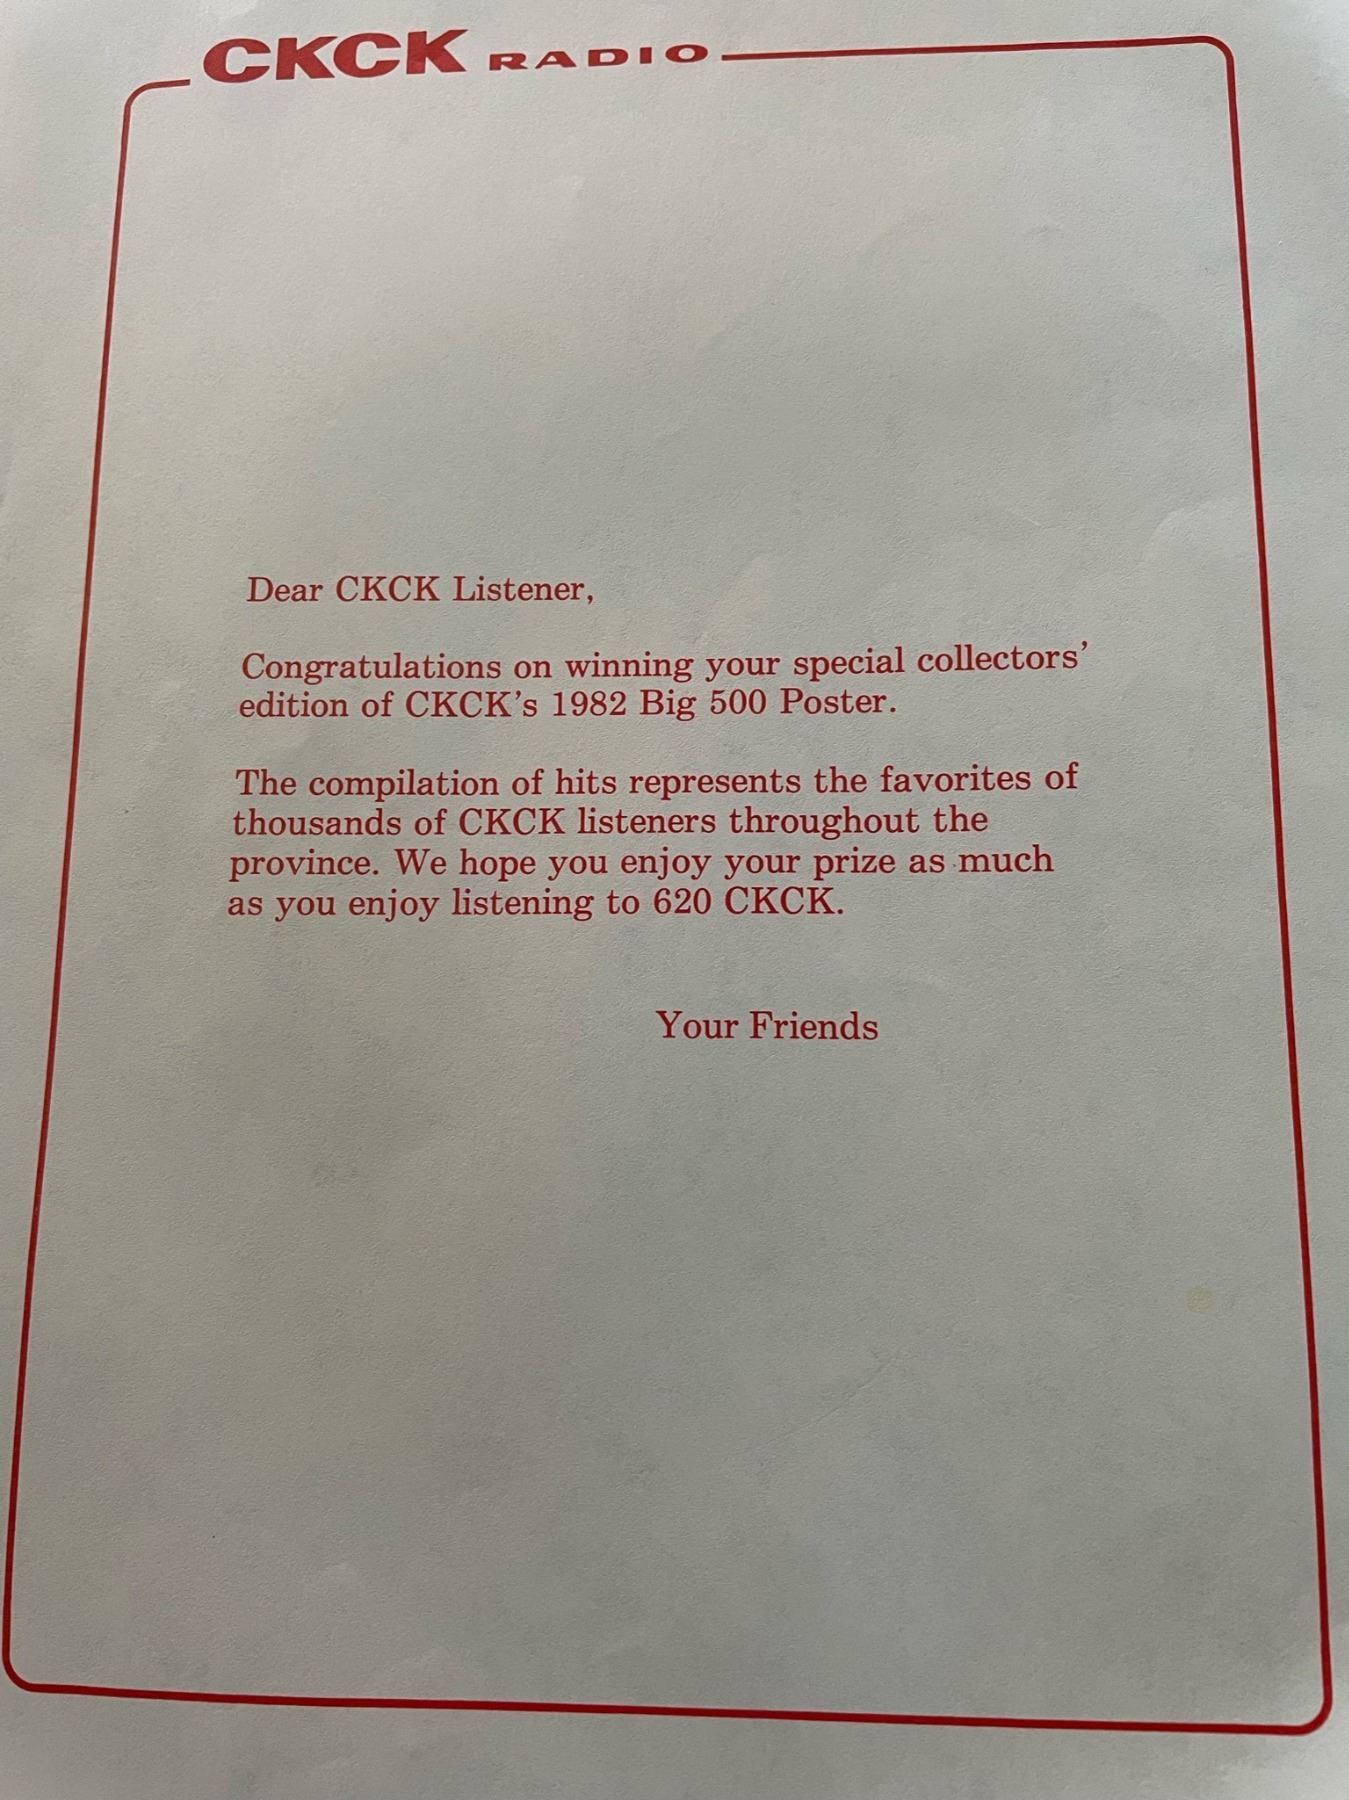 CKCK RADIO
Dear CKCK Listener,
Congratulations on winning your special collectors'
edition of CKCK's 1982 Big 500 Poster.
The compilation of hits represents the favorites of
thousands of CKCK listeners throughout the
province. We hope you enjoy your prize as much
as you enjoy listening to 620 CKCK.
Your Friends